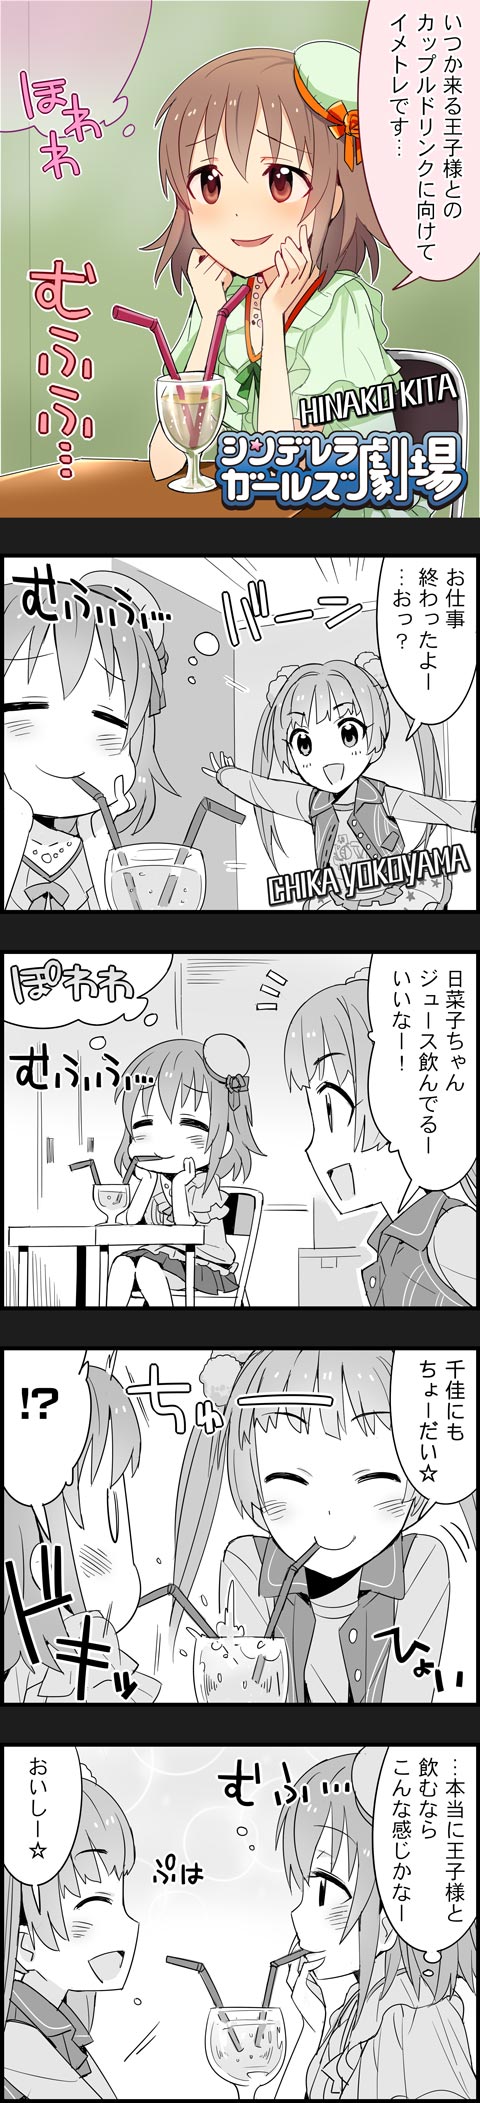 いつか来る王子様との
カップルドリンクに向けて
イメトレです…
ほわわ
むふふ…
HINAKO KITA
シンデレラ
ガールズ劇場
お仕事
終わったよー
…おっ?
バーン
むふふ…
CHIKA YOKOYAMA
日菜子ちゃん
ジュース飲んでるー
いいなー!
ぽわわ
むふふ…
千佳にも
ちょーだい☆
ちゅーーー
!?
ドキッ
ひょい
…本当に王子様と
飲むなら
こんな感じかなー
むふ…
ぷは
おいしー☆